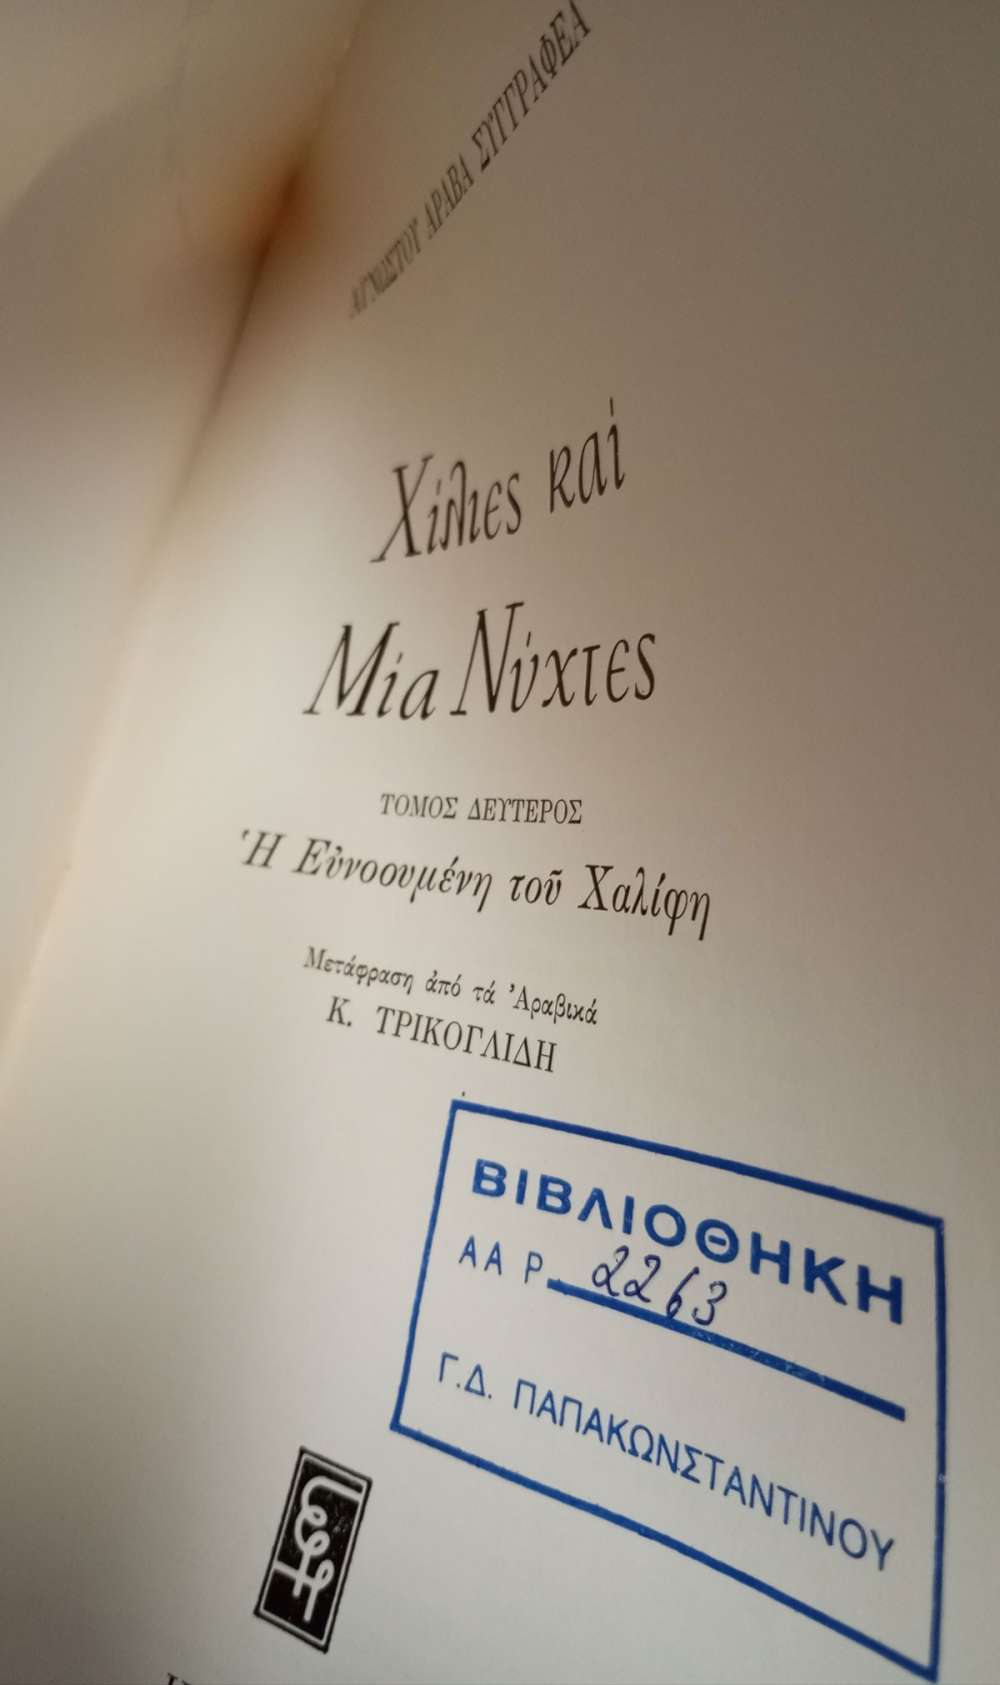 ΑΓΝΩΣΤΟΥ ΑΡΑΒΑ ΣΥΓΓΡΑΦΕΑ
Χίλιες καί
Μία Νύχτες
ΤΟΜΟΣ ΔΕΥΤΕΡΟΣ
Ἡ Εὐνοουμένη τοῦ Χαλίφη
Μετάφραση ἀπό τά Ἀραβικά
Κ. ΤΡΙΚΟΓΛΙΔΗ
ΒΙΒΛΙΟΘΗΚΗ
ΑΑ Ρ 2263
Γ.Δ. ΠΑΠΑΚΩΝΣΤΑΝΤΙΝΟΥ